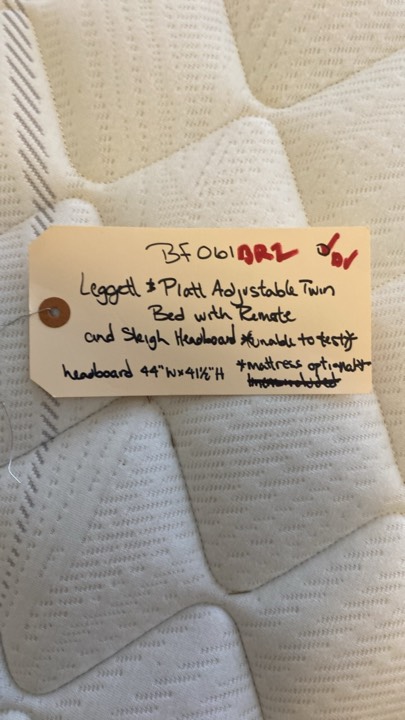 BF061 BR2
Leggett & Platt Adjustable Twin
Bed with Remote
and Sleigh Headboard *unable to test*
headboard 44"W x 41½"H *mattress optional*